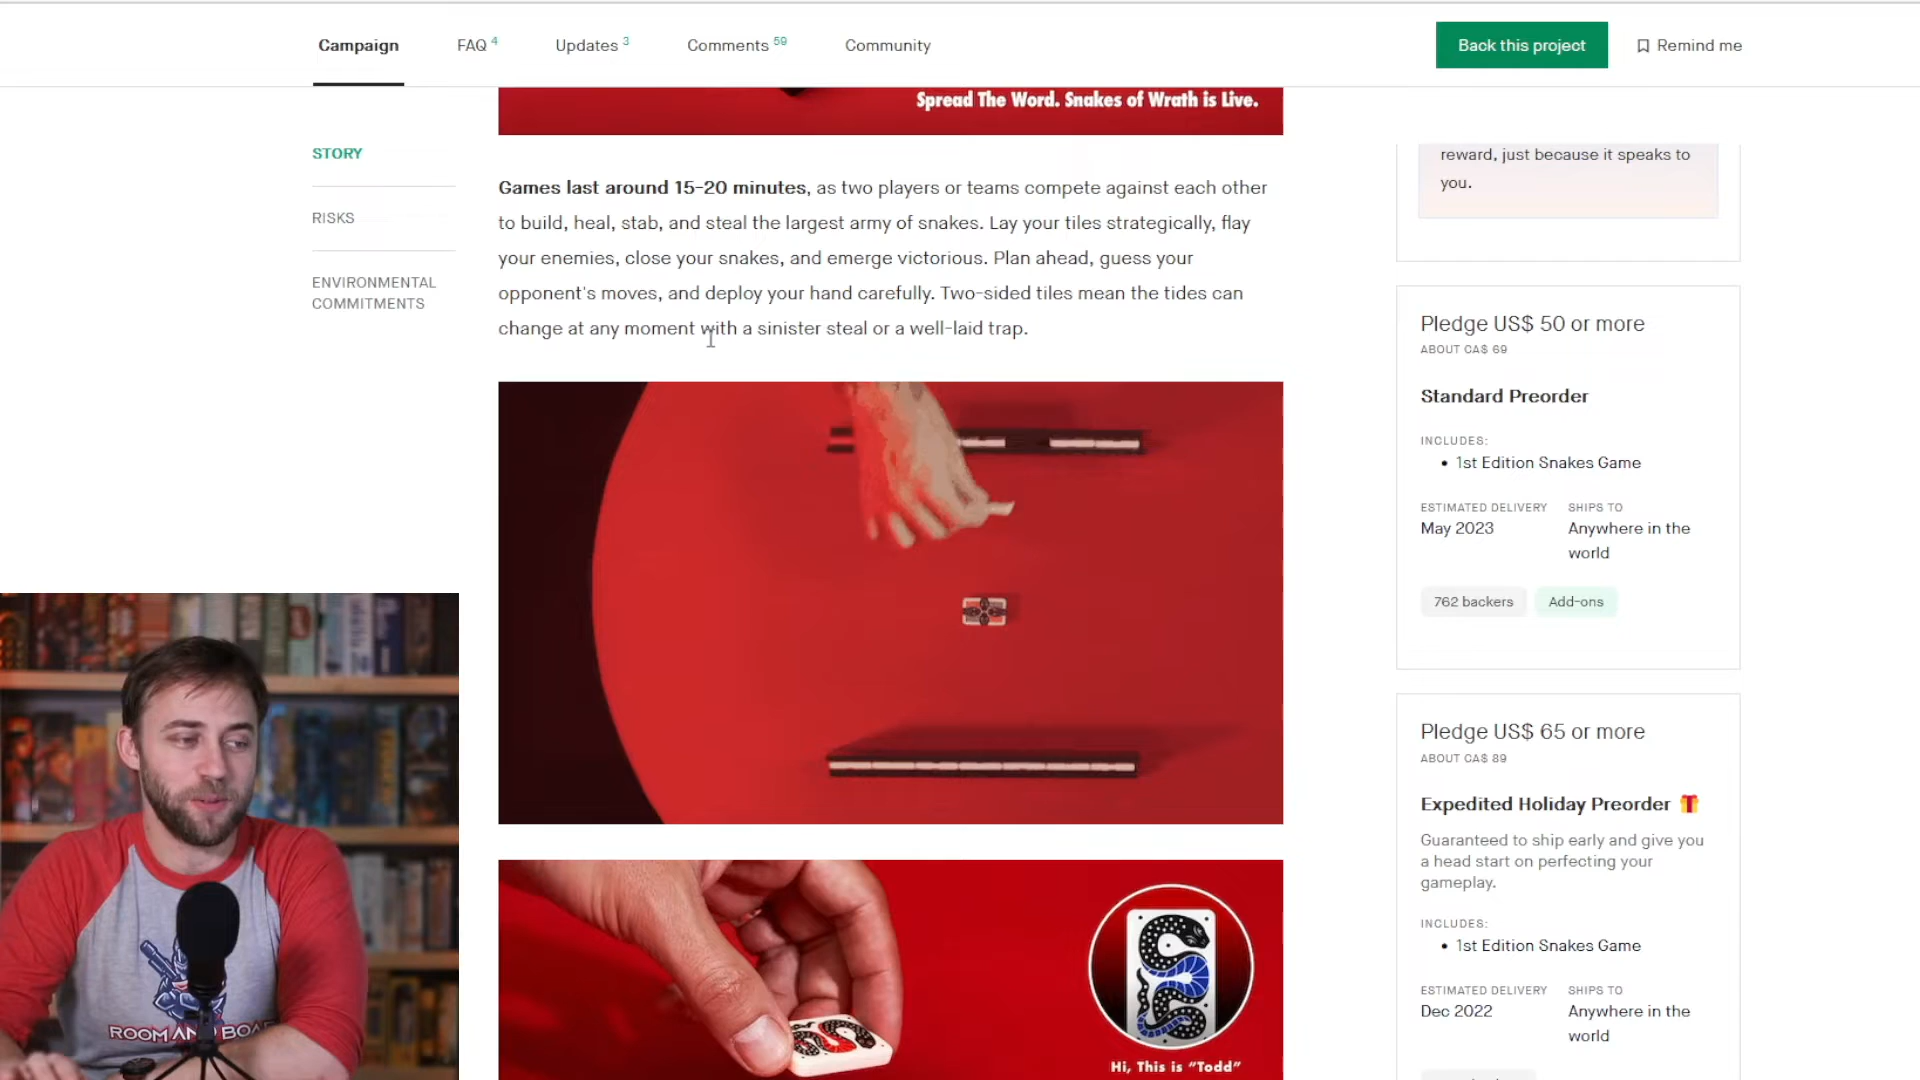 Campaign
FAQ 4
Updates 3
Comments 59
Community
Back this project
Remind me
Spread The Word. Snakes of Wrath is Live.
STORY
RISKS
ENVIRONMENTAL
COMMITMENTS
Games last around 15-20 minutes, as two players or teams compete against each other
to build, heal, stab, and steal the largest army of snakes. Lay your tiles strategically, flay
your enemies, close your snakes, and emerge victorious. Plan ahead, guess your
opponent's moves, and deploy your hand carefully. Two-sided tiles mean the tides can
change at any moment with a sinister steal or a well-laid trap.
Hi, This is "Todd"
reward, just because it speaks to
you.
Pledge US$ 50 or more
ABOUT CA$ 69
Standard Preorder
INCLUDES:
• 1st Edition Snakes Game
ESTIMATED DELIVERY
May 2023
SHIPS TO
Anywhere in the
world
762 backers
Add-ons
Pledge US$ 65 or more
ABOUT CA$ 89
Expedited Holiday Preorder
Guaranteed to ship early and give you
a head start on perfecting your
gameplay.
INCLUDES:
• 1st Edition Snakes Game
ESTIMATED DELIVERY
Dec 2022
SHIPS TO
Anywhere in the
world
ROOM AND